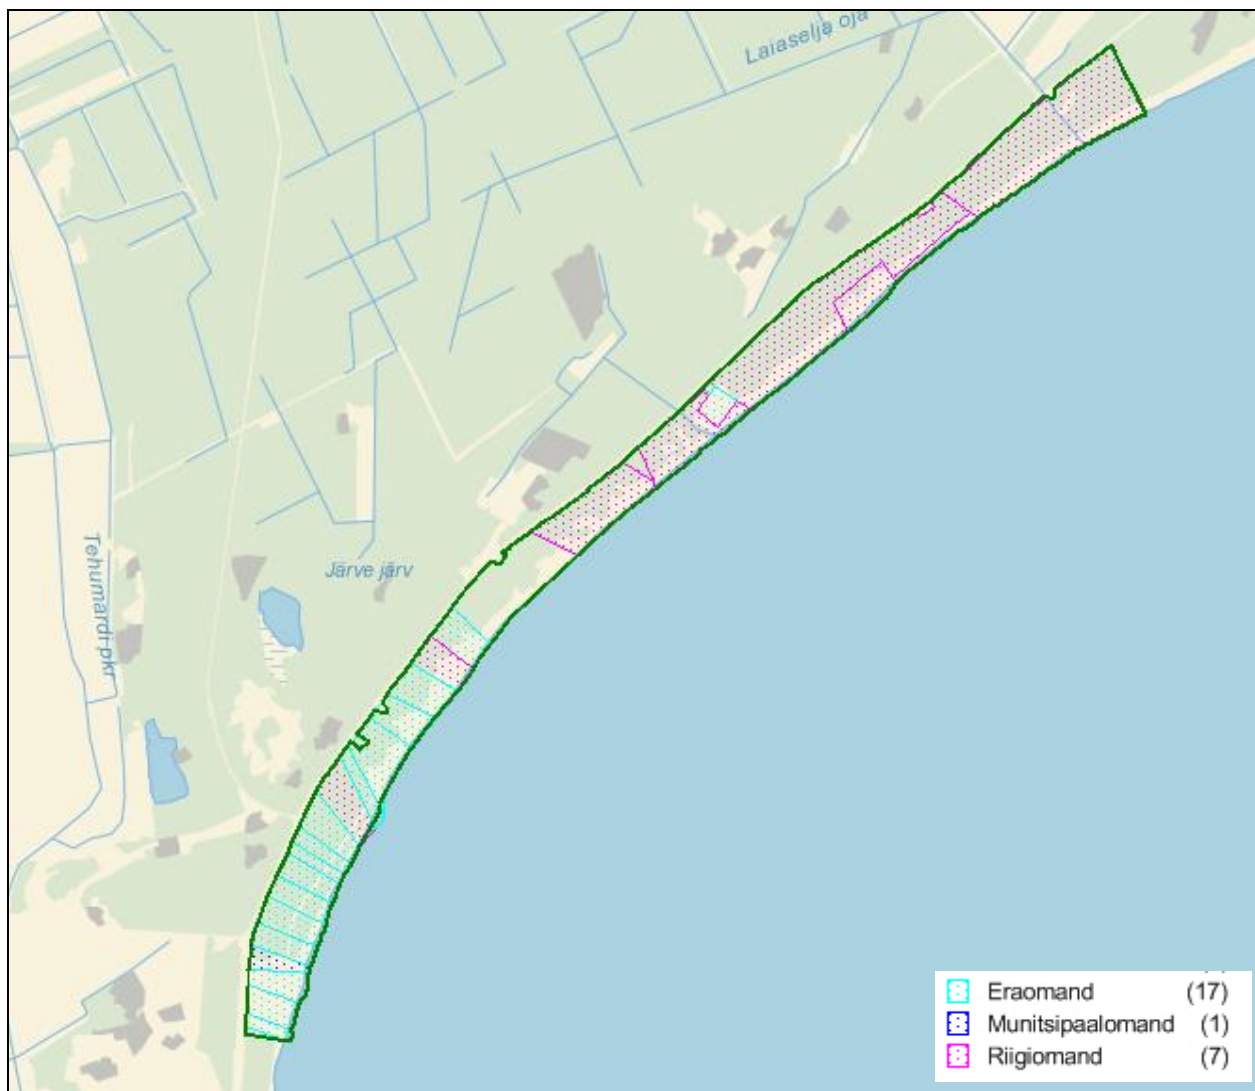 Laiaselja oja
Järve järv
Tehumardi pkr
Eraomand (17)
Munitsipaalomand (1)
Riigiomand (7)